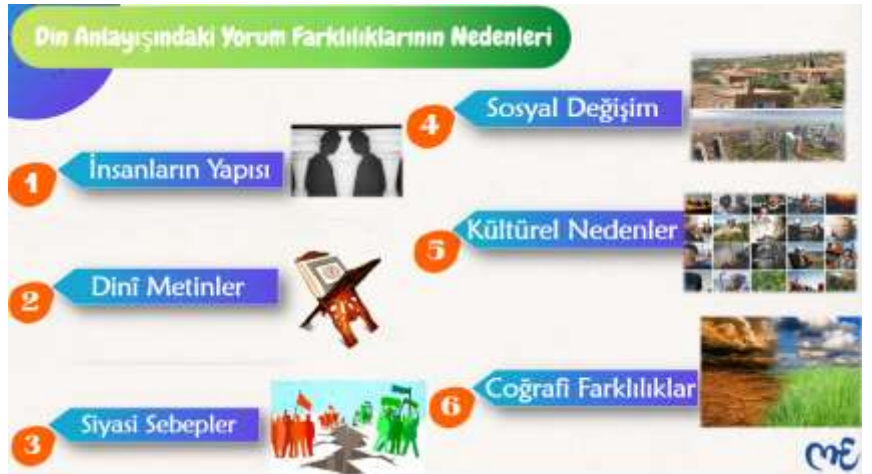 Din Anlayışındaki Yorum Farklılıklarının Nedenleri
1 İnsanların Yapısı
2 Dinî Metinler
3 Siyasi Sebepler
4 Sosyal Değişim
5 Kültürel Nedenler
6 Coğrafi Farklılıklar